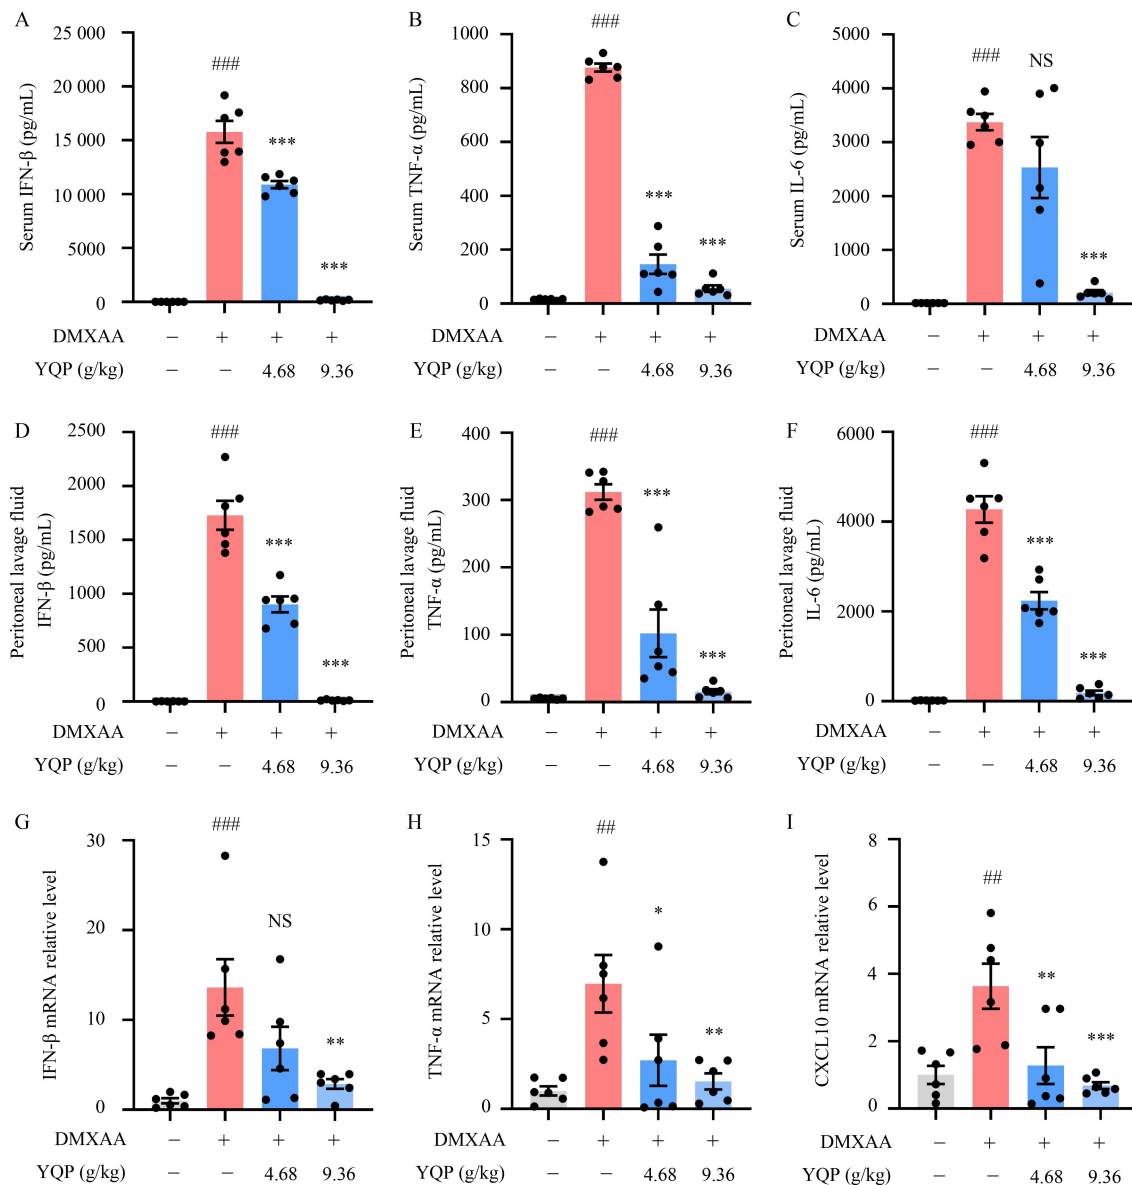 A
Serum IFN-β (pg/mL)
25 000
20 000
15 000
10 000
5000
0
###
***
***
DMXAA − + + +
YQP (g/kg) − − 4.68 9.36
B
Serum TNF-α (pg/mL)
1000
800
600
400
200
0
###
***
***
− + + +
− − 4.68 9.36
C
Serum IL-6 (pg/mL)
5000
4000
3000
2000
1000
0
###
NS
***
DMXAA − + + +
YQP (g/kg) − − 4.68 9.36
D
Peritoneal lavage fluid
IFN-β (pg/mL)
2500
2000
1500
1000
500
0
###
***
***
DMXAA − + + +
YQP (g/kg) − − 4.68 9.36
E
Peritoneal lavage fluid
TNF-α (pg/mL)
400
300
200
100
0
###
***
***
DMXAA − + + +
YQP (g/kg) − − 4.68 9.36
F
Peritoneal lavage fluid
IL-6 (pg/mL)
6000
4000
2000
0
###
***
***
DMXAA − + + +
YQP (g/kg) − − 4.68 9.36
G
IFN-β mRNA relative level
30
20
10
0
###
NS
**
DMXAA − + + +
YQP (g/kg) − − 4.68 9.36
H
TNF-α mRNA relative level
15
10
5
0
##
*
**
DMXAA − + + +
YQP (g/kg) − − 4.68 9.36
I
CXCL10 mRNA relative level
8
6
4
2
0
##
**
***
DMXAA − + + +
YQP (g/kg) − − 4.68 9.36